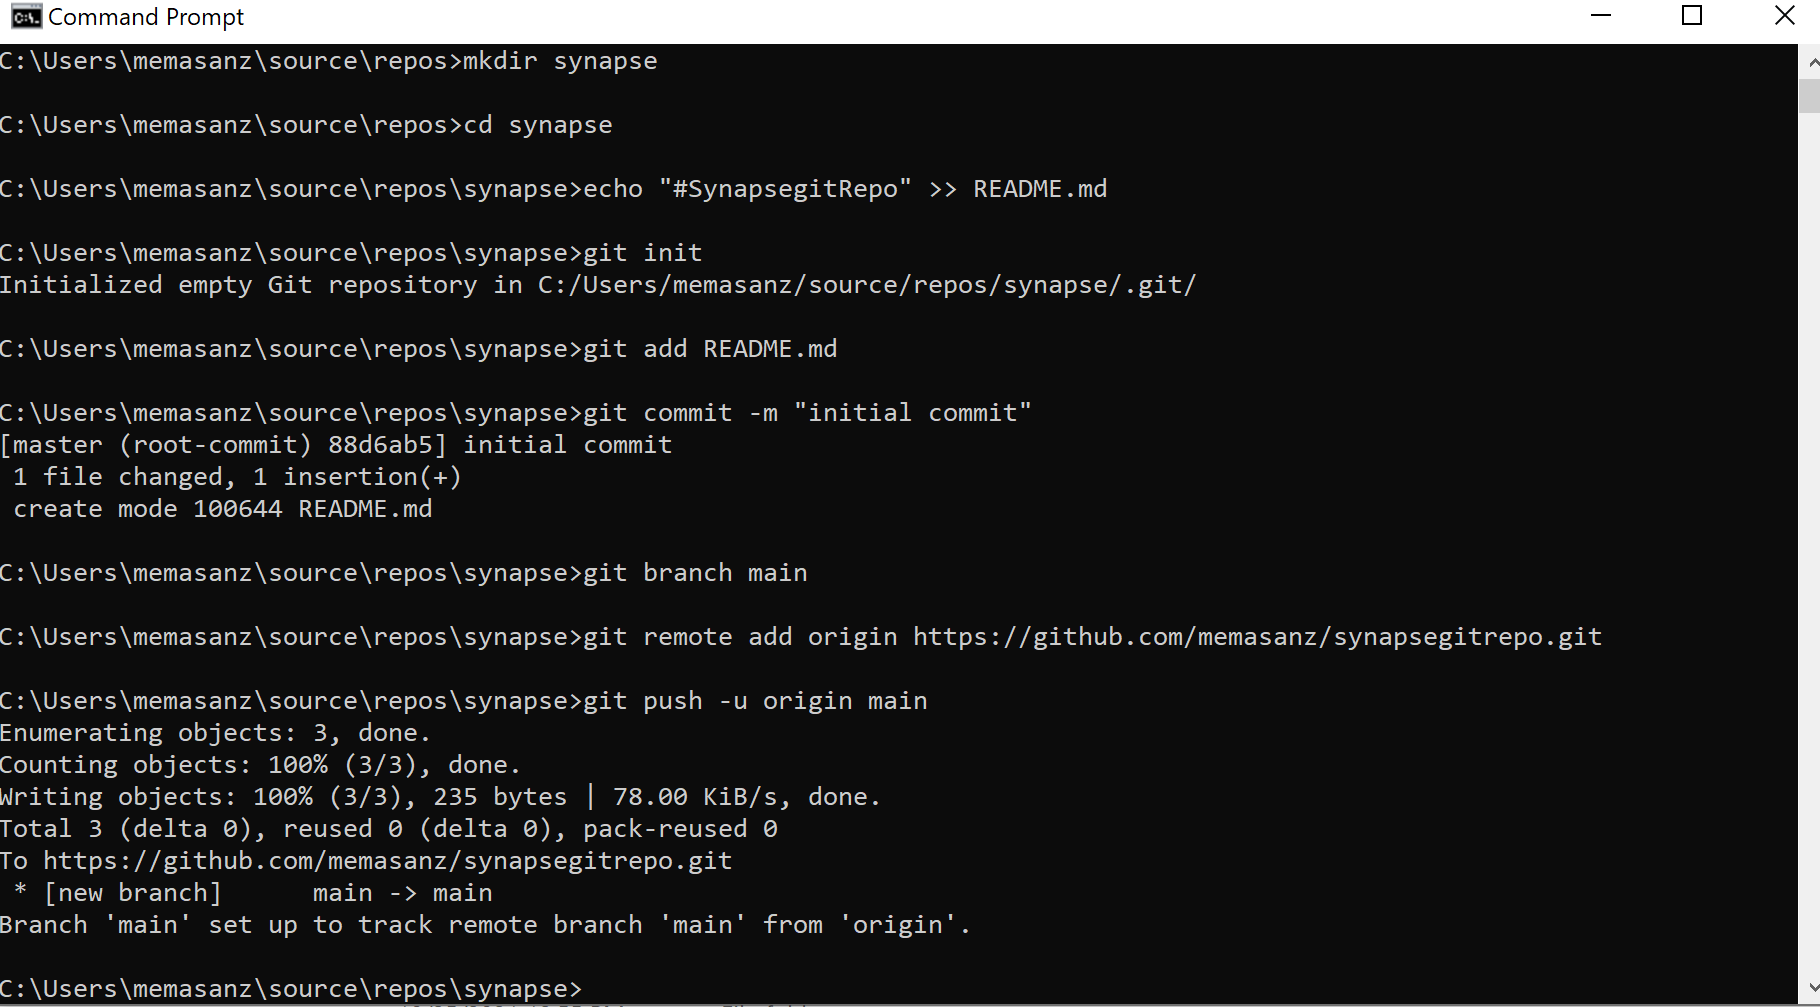 Command Prompt
C:\Users\memasanz\source\repos>mkdir synapse
C:\Users\memasanz\source\repos>cd synapse
C:\Users\memasanz\source\repos\synapse>echo "#SynapsegitRepo" >> README.md
C:\Users\memasanz\source\repos\synapse>git init
Initialized empty Git repository in C:/Users/memasanz/source/repos/synapse/.git/
C:\Users\memasanz\source\repos\synapse>git add README.md
C:\Users\memasanz\source\repos\synapse>git commit -m "initial commit"
[master (root-commit) 88d6ab5] initial commit
 1 file changed, 1 insertion(+)
 create mode 100644 README.md
C:\Users\memasanz\source\repos\synapse>git branch main
C:\Users\memasanz\source\repos\synapse>git remote add origin https://github.com/memasanz/synapsegitrepo.git
C:\Users\memasanz\source\repos\synapse>git push -u origin main
Enumerating objects: 3, done.
Counting objects: 100% (3/3), done.
Writing objects: 100% (3/3), 235 bytes | 78.00 KiB/s, done.
Total 3 (delta 0), reused 0 (delta 0), pack-reused 0
To https://github.com/memasanz/synapsegitrepo.git
 * [new branch]      main -> main
Branch 'main' set up to track remote branch 'main' from 'origin'.
C:\Users\memasanz\source\repos\synapse>